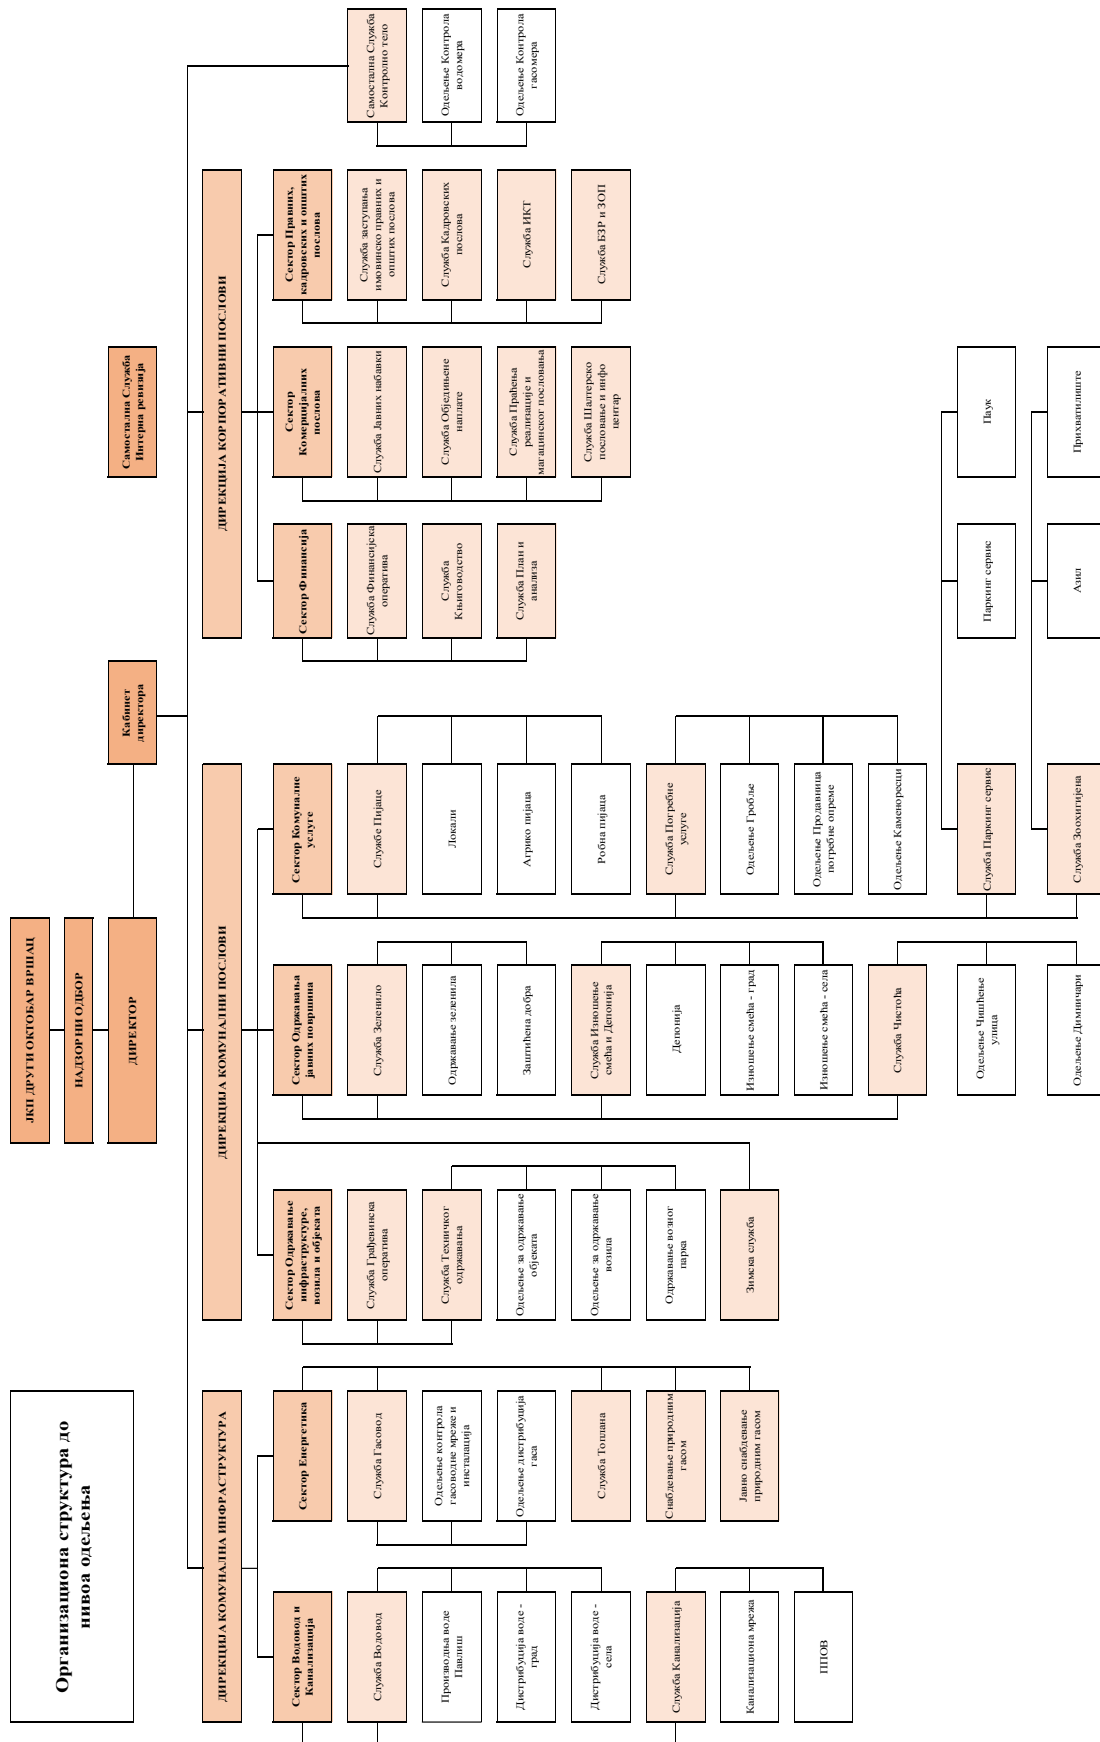 Организациона структура до
нивоа одељења
ЈКП ДРУГИ ОКТОБАР ВРШАЦ
НАДЗОРНИ ОДБОР
ДИРЕКТОР
Кабинет
директора
Самостална Служба
Интерна ревизија
ДИРЕКЦИЈА КОМУНАЛНА ИНФРАСТРУКТУРА
ДИРЕКЦИЈА КОМУНАЛНИ ПОСЛОВИ
ДИРЕКЦИЈА КОРПОРАТИВНИ ПОСЛОВИ
Сектор Водовод и
Канализација
Служба Водовод
Производња воде
Павлиш
Дистрибуција воде -
град
Дистрибуција воде -
села
Служба Канализација
Канализациона мрежа
ППОВ
Сектор Енергетика
Служба Гасовод
Одељење контрола
гасоводне мреже и
инсталација
Одељење дистрибуција
гаса
Служба Топлана
Снабдевање природним
гасом
Јавно снабдевање
природним гасом
Сектор Одржавање
инфраструктуре,
возила и објеката
Служба Грађевинска
оператива
Служба Техничког
одржавања
Одељење за одржавање
објеката
Одељење за одржавање
возила
Одржавање возног
парка
Зимска служба
Сектор Одржавања
јавних површина
Служба Зеленило
Одржавање зеленила
Заштићена добра
Служба Изношење
смећа и Депонија
Депонија
Изношење смећа - град
Изношење смећа - села
Служба Чистоћа
Одељење Чишћење
улица
Одељење Димничари
Сектор Комуналне
услуге
Службе Пијаце
Локали
Агрико пијаца
Робна пијаца
Служба Погребне
услуге
Одељење Гробље
Одељење Продавница
погребне опреме
Одељење Каменоресци
Служба Паркинг сервис
Паркинг сервис
Паук
Служба Зоохигијена
Азил
Прихватилиште
Сектор Финансија
Служба Финансијска
оператива
Служба
Књиговодство
Служба План и
анализа
Сектор
Комерцијалних
послова
Служба Јавних набавки
Служба Обједињене
наплате
Служба Праћења
реализације и
магацинског пословања
Служба Шалтерско
пословање и инфо
центар
Сектор Правних,
кадровских и општих
послова
Служба заступања
имовинско правних и
општих послова
Служба Кадровских
послова
Служба ИКТ
Служба БЗР и ЗОП
Самостална Служба
Контролно тело
Одељење Контрола
водомера
Одељење Контрола
гасомера